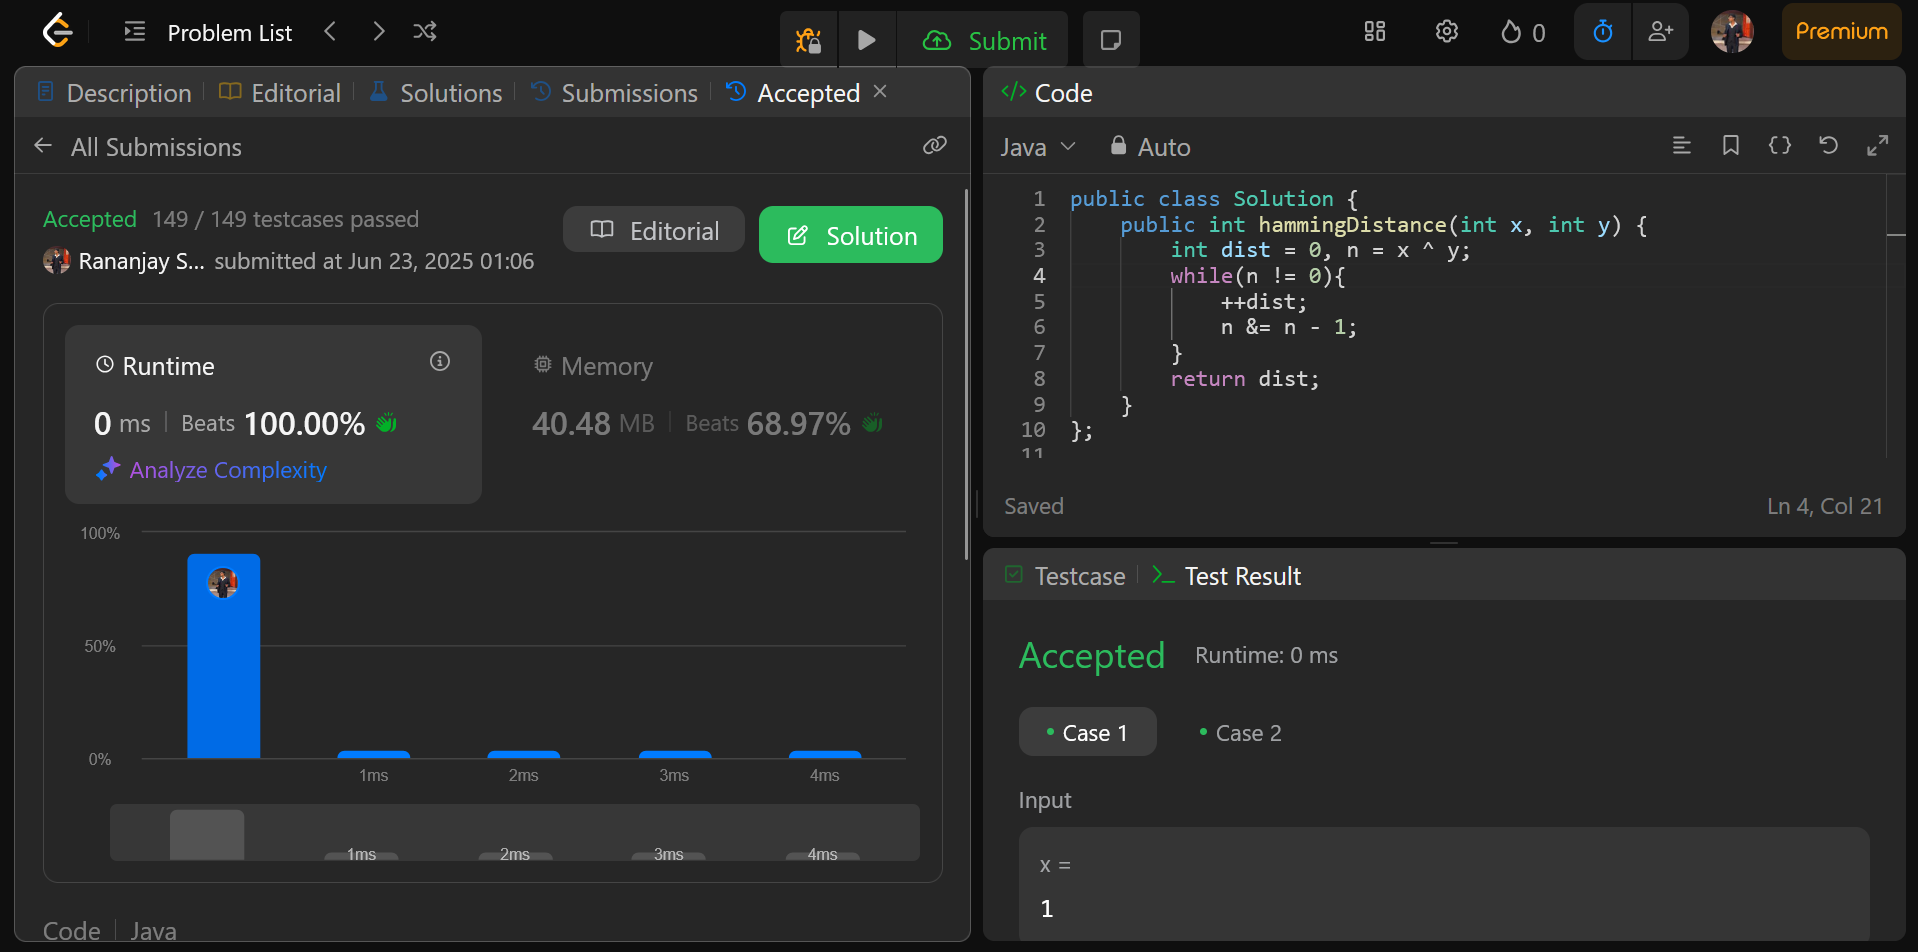 Problem List
Submit
0
Premium
Description
Editorial
Solutions
Submissions
Accepted
All Submissions
Accepted 149 / 149 testcases passed
Rananjay S... submitted at Jun 23, 2025 01:06
Editorial
Solution
Runtime
0 ms Beats 100.00%
Analyze Complexity
Memory
40.48 MB Beats 68.97%
100%
50%
0%
1ms 2ms 3ms 4ms
1ms 2ms 3ms 4ms
Code Java
</> Code
Java Auto
1 public class Solution {
2 public int hammingDistance(int x, int y) {
3 int dist = 0, n = x ^ y;
4 while(n != 0){
5 ++dist;
6 n &= n - 1;
7 }
8 return dist;
9 }
10 };
11
Saved Ln 4, Col 21
Testcase
Test Result
Accepted Runtime: 0 ms
Case 1
Case 2
Input
x =
1